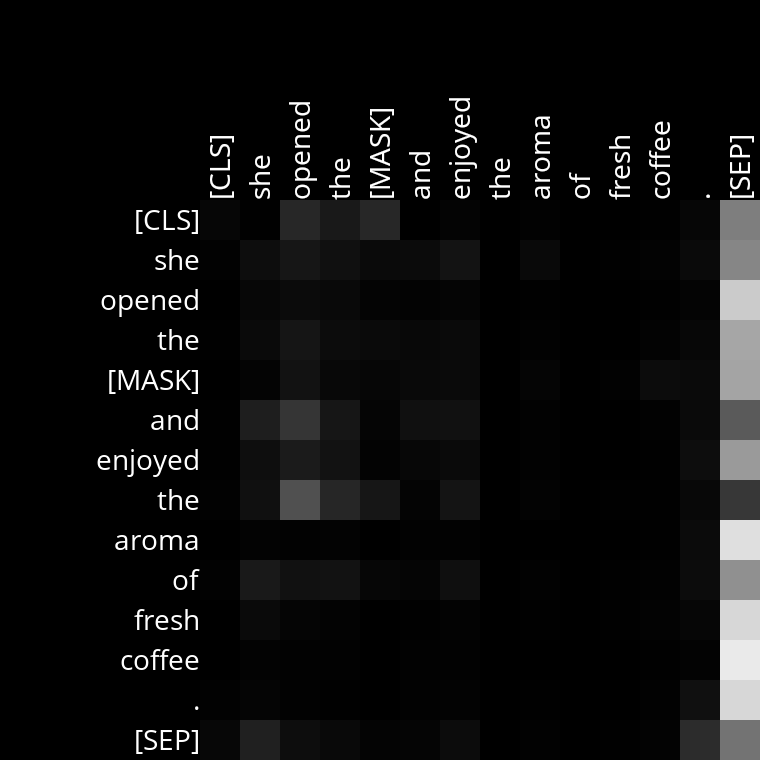 [CLS] she opened the [MASK] and enjoyed the aroma of fresh coffee . [SEP]
[CLS]
she
opened
the
[MASK]
and
enjoyed
the
aroma
of
fresh
coffee
.
[SEP]